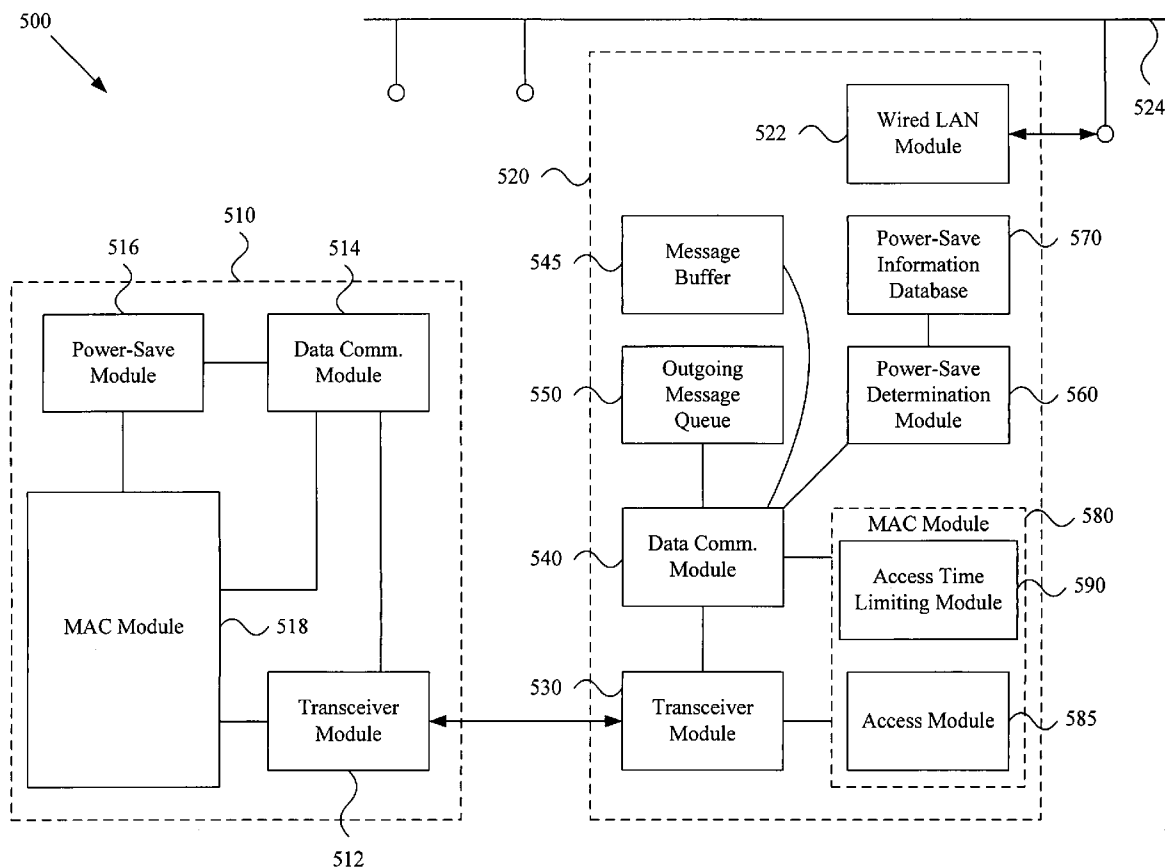 500
524
522
Wired LAN
Module
520
510
516
514
545
Message
Buffer
Power-Save
Information
Database
570
Power-Save
Module
Data Comm.
Module
550
Outgoing
Message
Queue
Power-Save
Determination
Module
560
540
Data Comm.
Module
MAC Module
580
Access Time
Limiting Module
590
MAC Module
518
530
Transceiver
Module
Transceiver
Module
Access Module
585
512